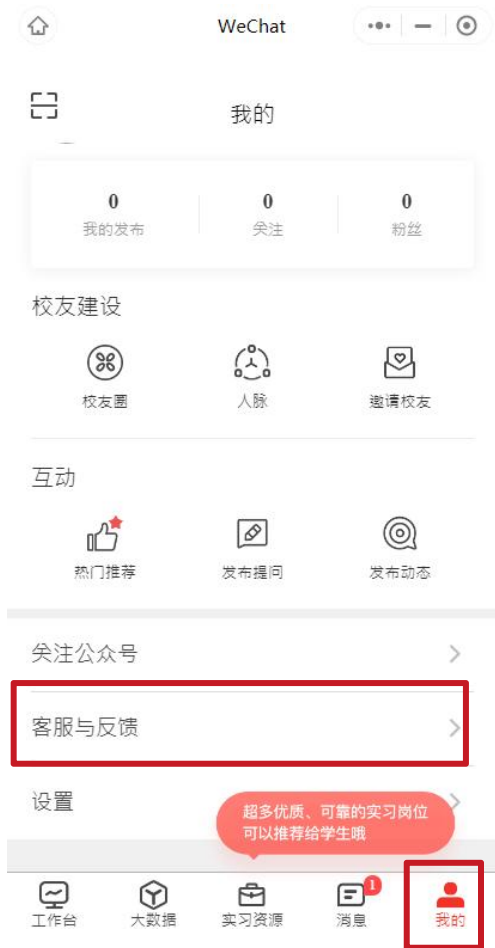 WeChat
我的
0 0 0
我的发布 关注 粉丝
校友建设
校友圈 人脉 邀请校友
互动
热门推荐 发布提问 发布动态
关注公众号
客服与反馈
设置
超多优质、可靠的实习岗位
可以推荐给学生哦
1
工作台 大数据 实习资源 消息 我的